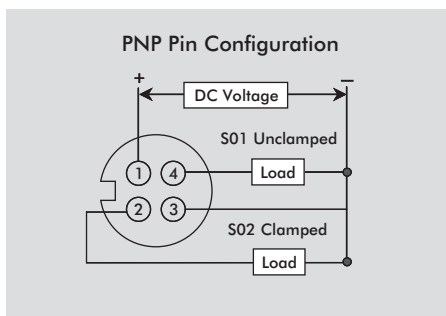 PNP Pin Configuration
+ –
DC Voltage
S01 Unclamped
1 4 Load
2 3
S02 Clamped
Load